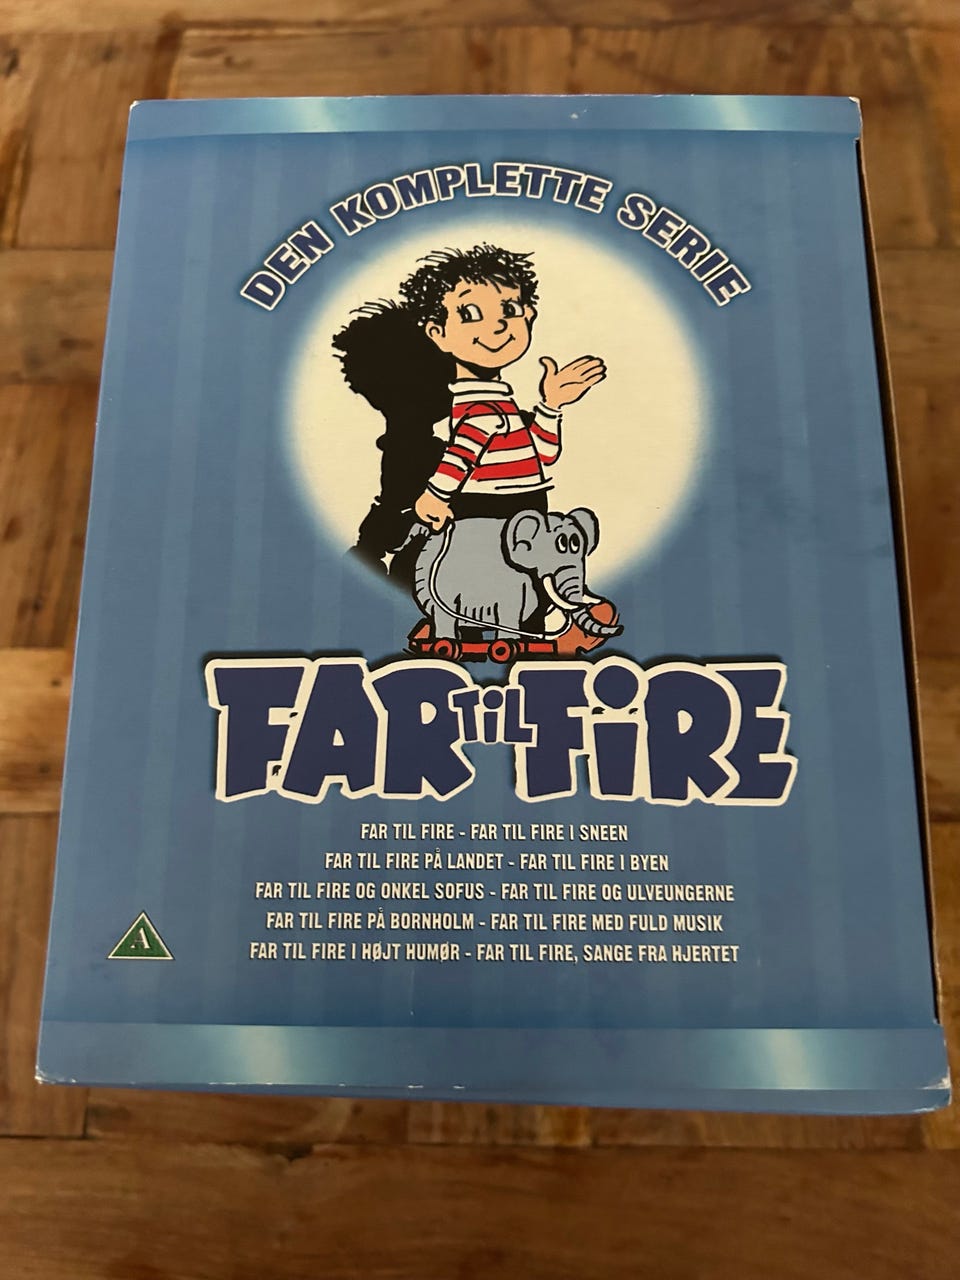 DEN KOMPLETTE SERIE
FAR TiL FiRE
FAR TIL FIRE - FAR TIL FIRE I SNEEN
FAR TIL FIRE PÅ LANDET - FAR TIL FIRE I BYEN
FAR TIL FIRE OG ONKEL SOFUS - FAR TIL FIRE OG ULVEUNGERNE
FAR TIL FIRE PÅ BORNHOLM - FAR TIL FIRE MED FULD MUSIK
FAR TIL FIRE I HØJT HUMØR - FAR TIL FIRE, SANGE FRA HJERTET
A